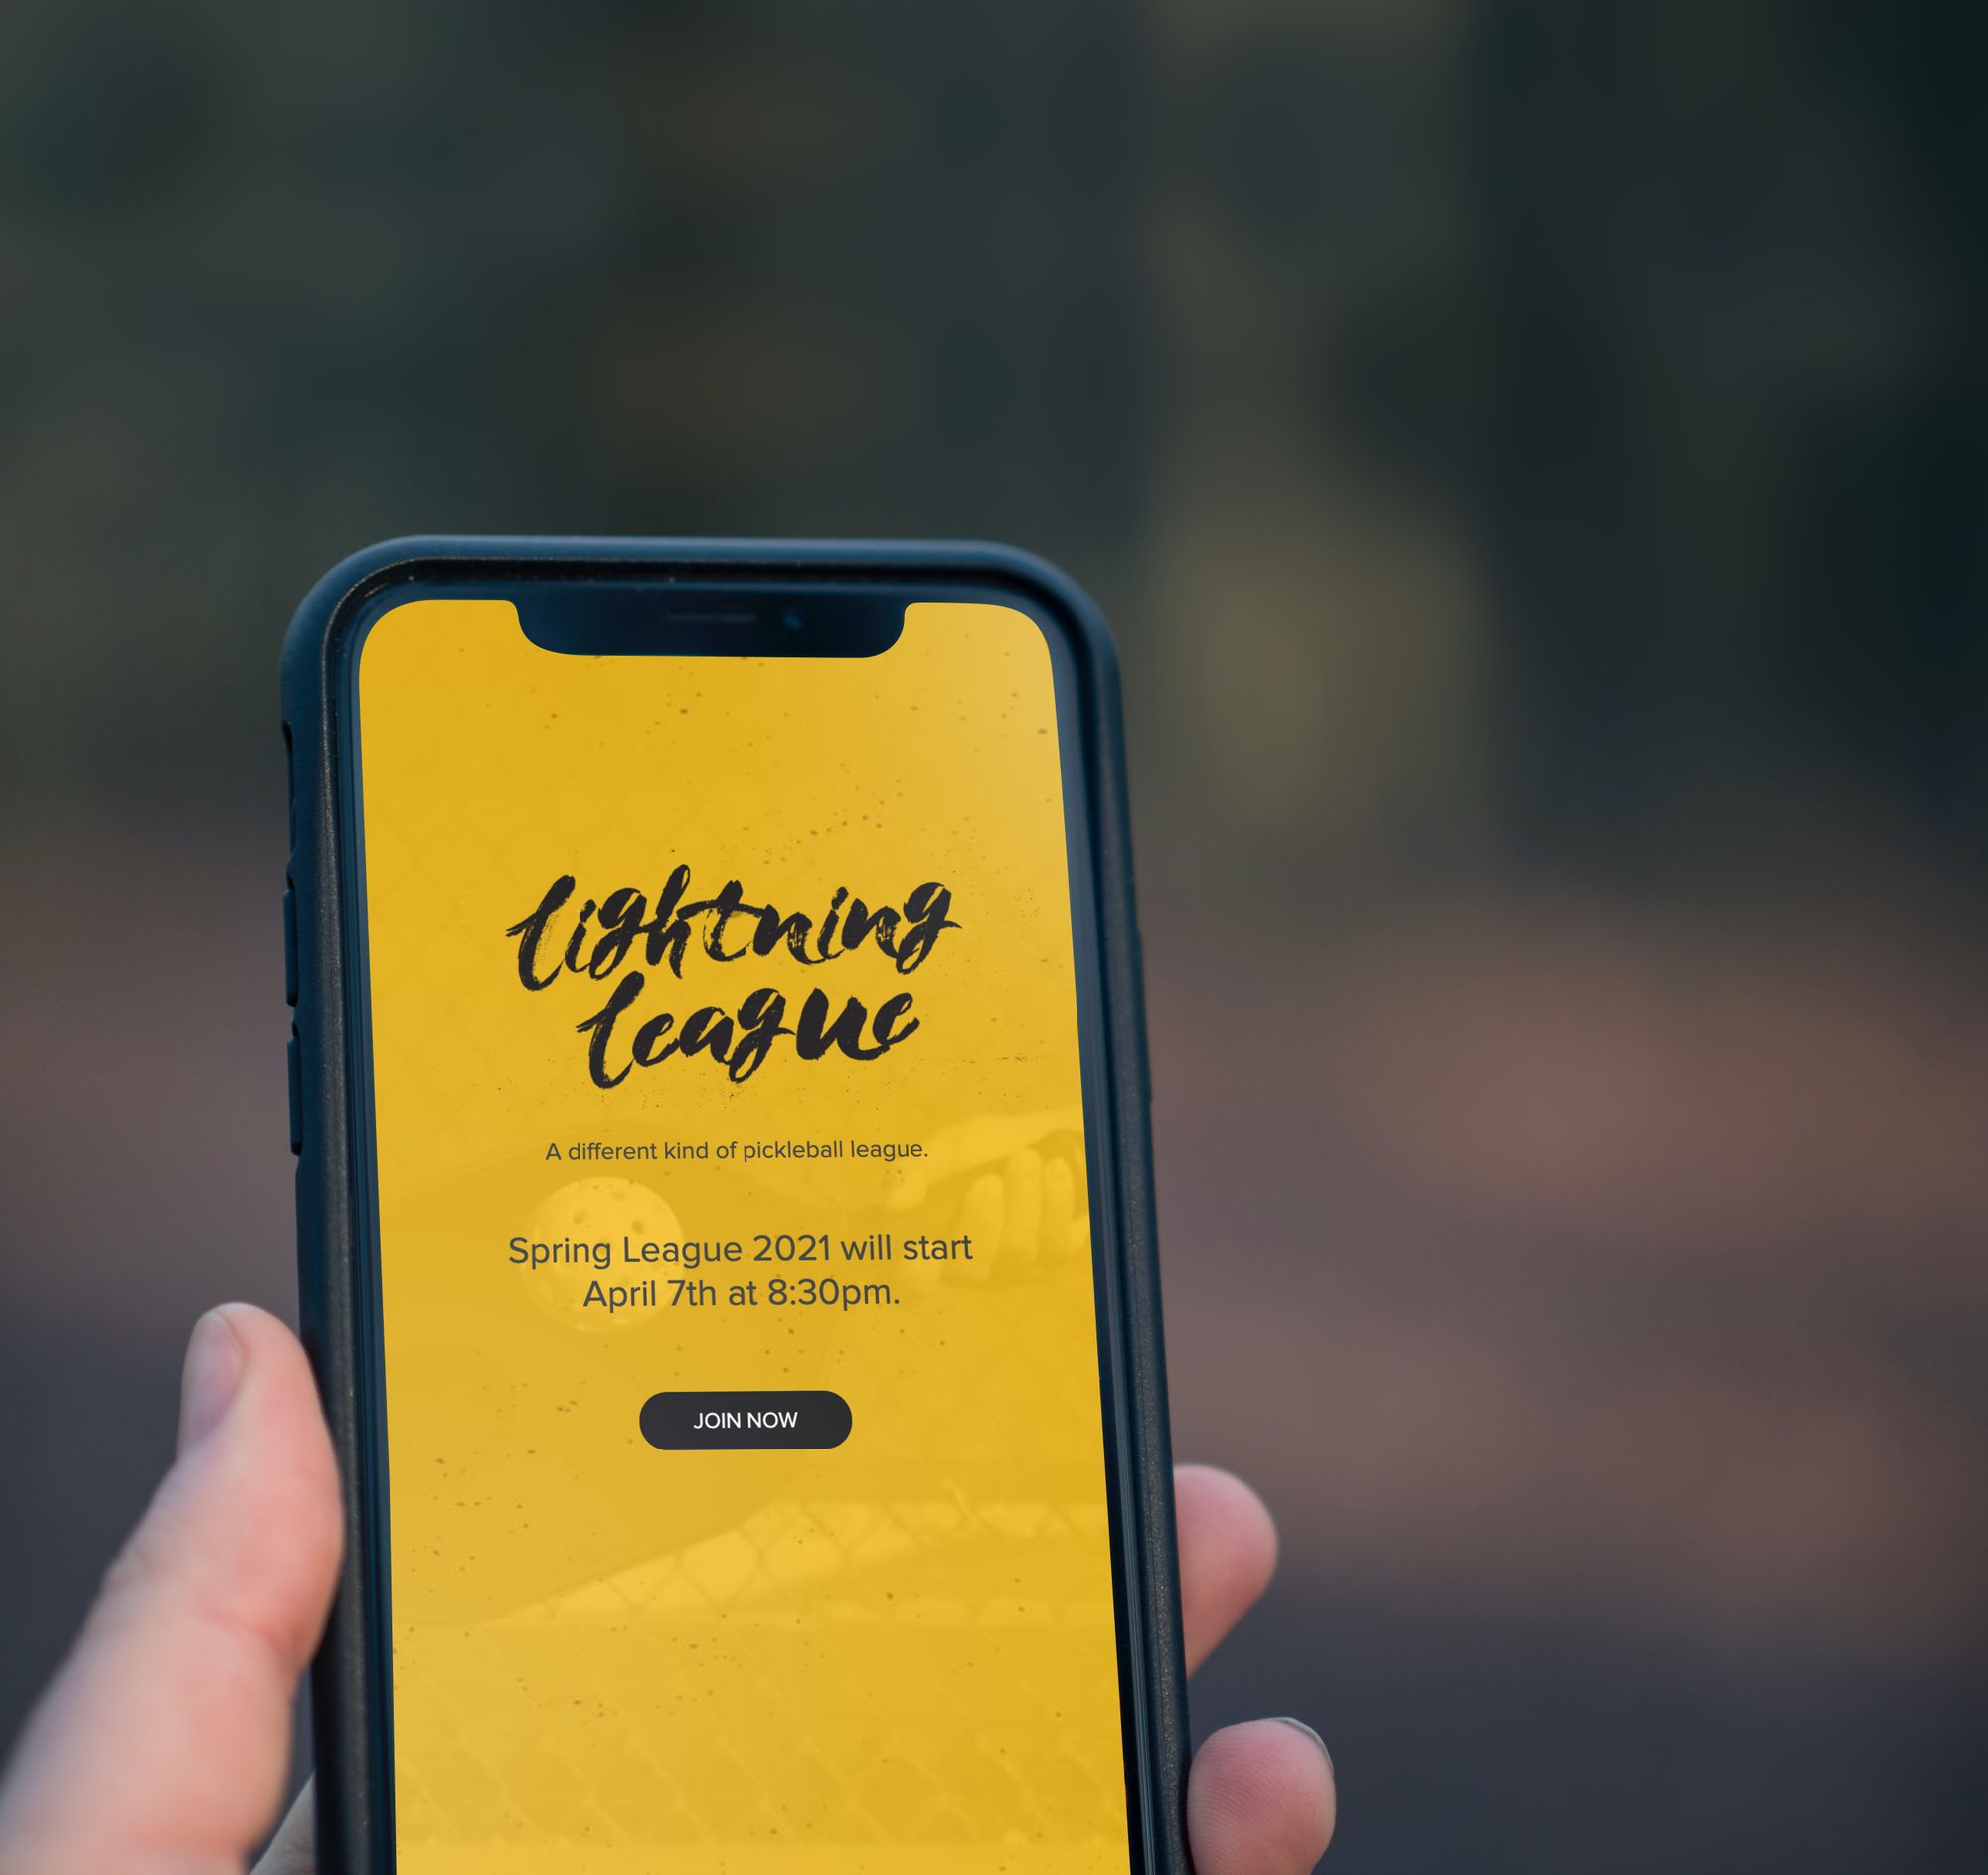 lightning
league
A different kind of pickleball league.
Spring League 2021 will start
April 7th at 8:30pm.
JOIN NOW